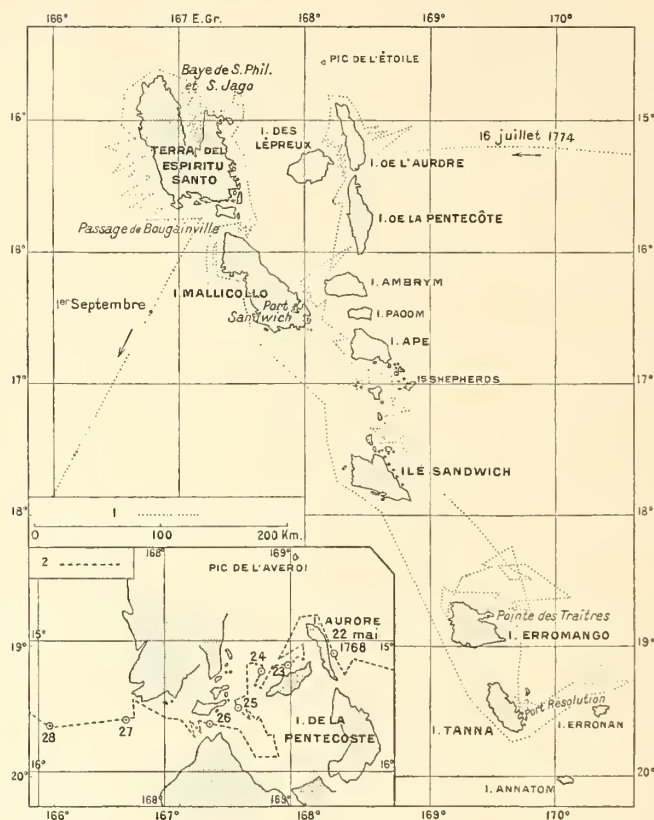 166°
167° E.Gr.
168°
169°
170°
PIC DE L'ÉTOILE
Baye de S. Phil.
et S. Jago
15°
16°
I. DES
LÉPREUX
16 juillet 1774
TERRA DEL
ESPIRITU
SANTO
I. DE L'AURDRE
I. DE LA PENTECÔTE
Passage de Bougainville
16°
16°
I. AMBRYM
1er Septembre
I. MALLICOLLO
Port
Sandwich
I. PAOOM
I. APE
17°
17°
Is SHEPHERDS
ILE SANDWICH
1
18°
18°
0
100
200 Km.
168°
169°
2
PIC DE L'AVERDI
I. AURORE
22 mai
1768
Pointe des Traîtres
I. ERROMANGO
19°
15°
15°
19°
24
23
25
26
27
28
I. DE LA
PENTECOSTE
Port Resolution
I. TANNA
I. ERRONAN
20°
16°
16°
20°
I. ANNATOM
168°
169°
166°
167°
168°
169°
170°